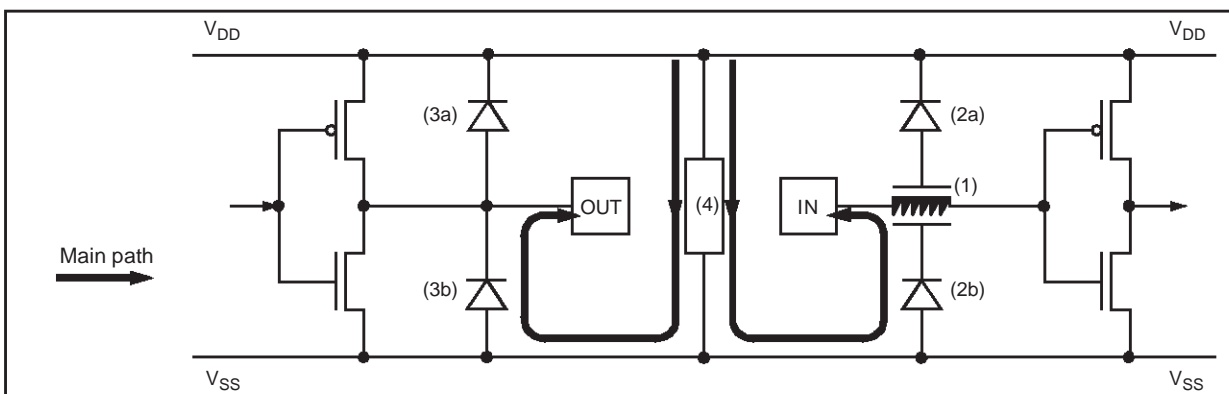 VDD VDD
(3a) (2a)
(1)
OUT (4) IN
Main path
(3b) (2b)
VSS VSS